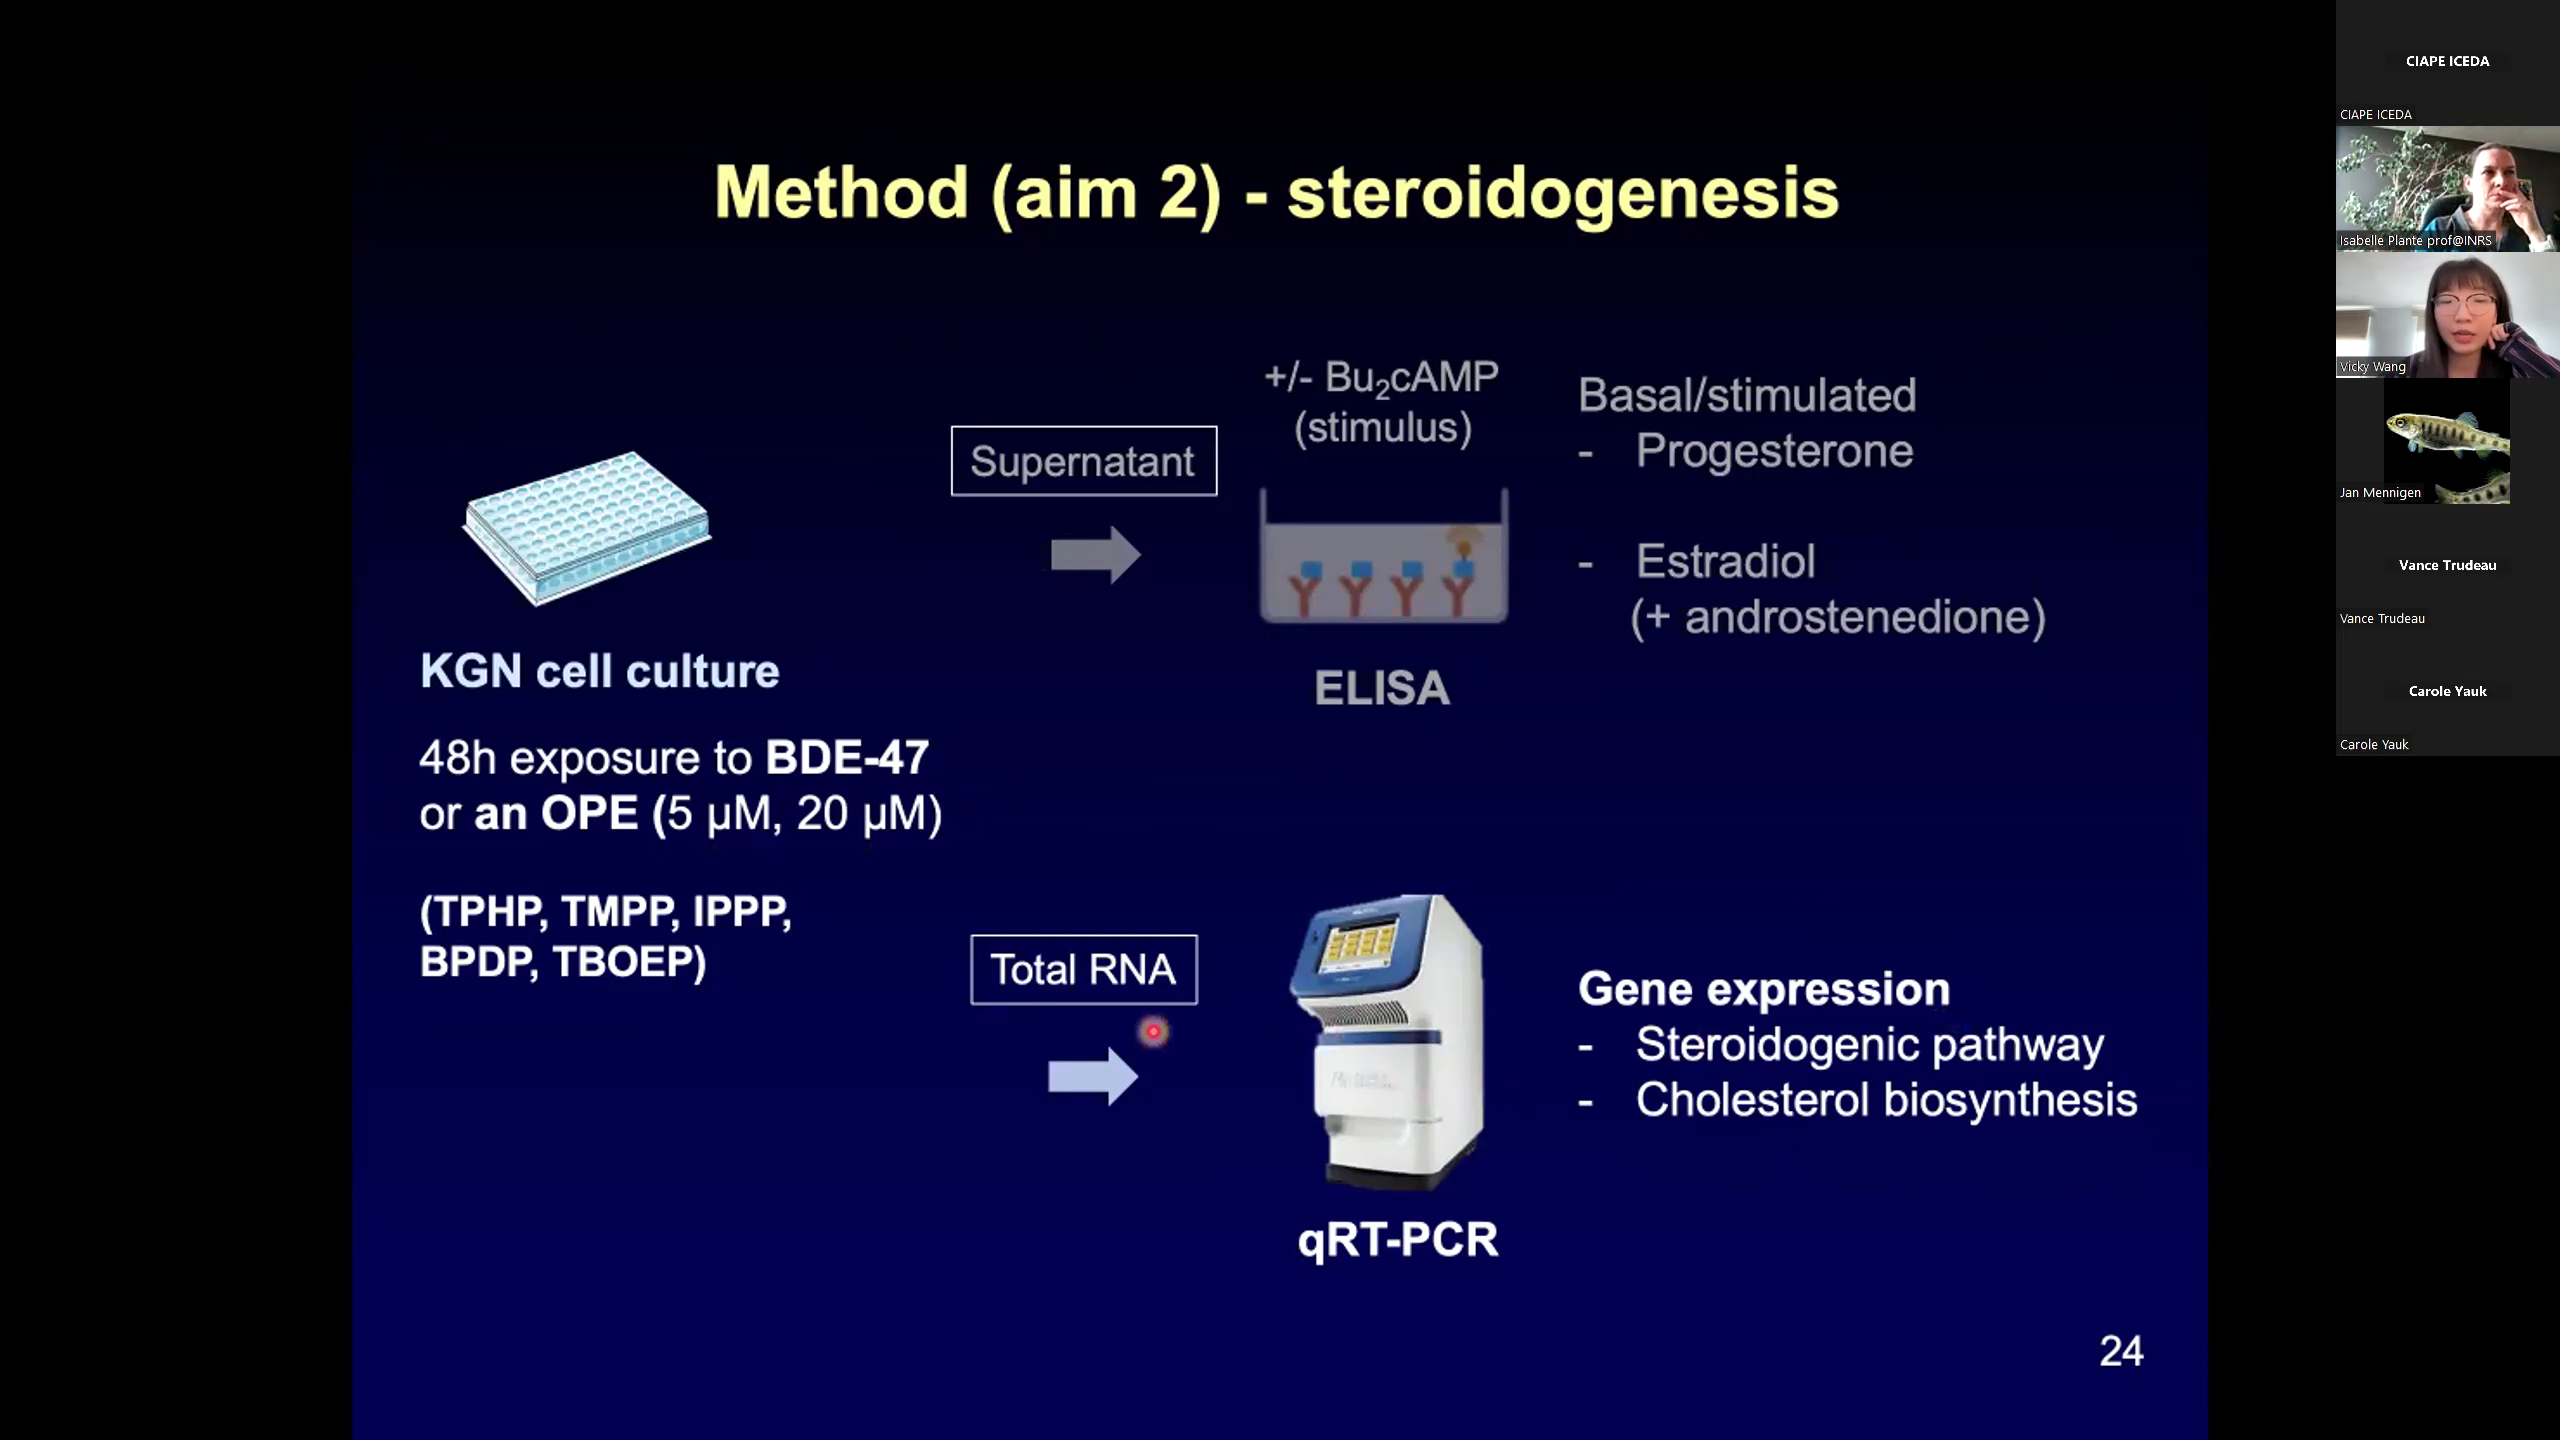 Method (aim 2) - steroidogenesis
KGN cell culture
48h exposure to BDE-47
or an OPE (5 µM, 20 µM)
(TPHP, TMPP, IPPP,
BPDP, TBOEP)
Supernatant
+/- Bu₂cAMP
(stimulus)
ELISA
Basal/stimulated
- Progesterone
- Estradiol
(+ androstenedione)
Total RNA
qRT-PCR
Gene expression
- Steroidogenic pathway
- Cholesterol biosynthesis
24
CIAPE ICEDA
CIAPE ICEDA
Isabelle Plante prof@INRS
Vicky Wang
Jan Mennigen
Vance Trudeau
Vance Trudeau
Carole Yauk
Carole Yauk